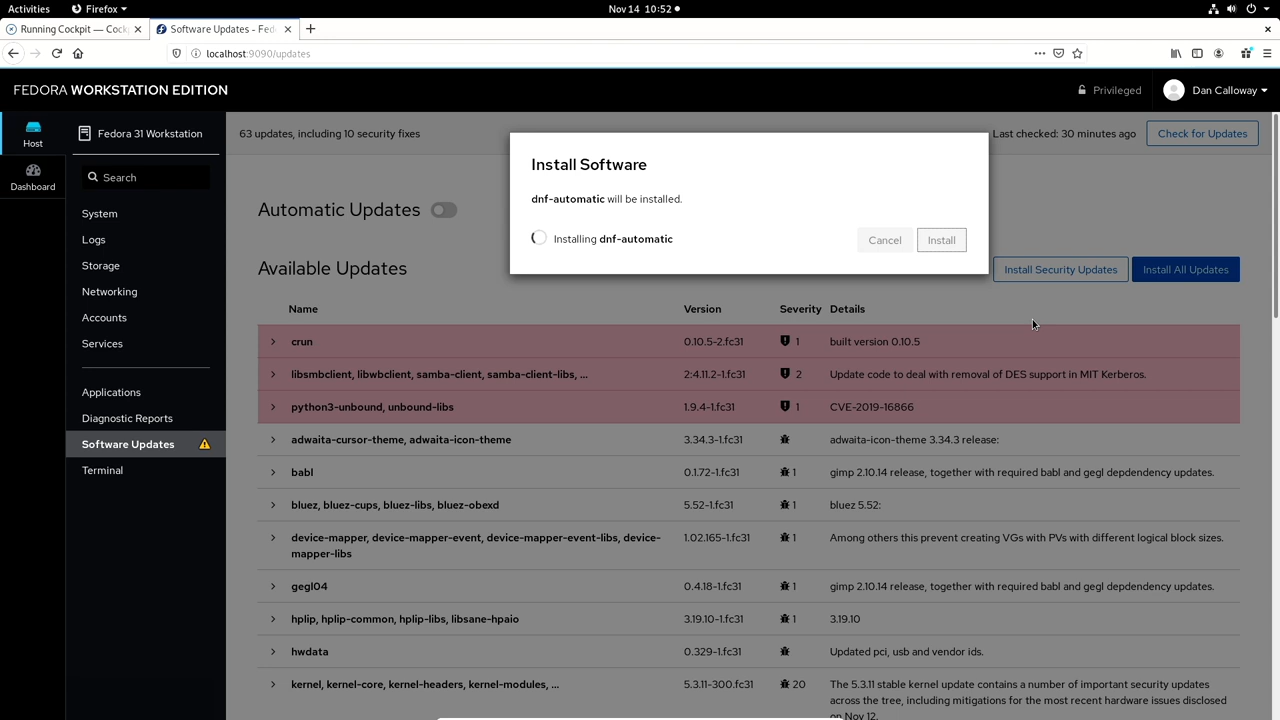 Activities Firefox Nov 14 10:52
Running Cockpit — Cock
Software Updates - Fed
localhost:9090/updates
FEDORA WORKSTATION EDITION
Privileged
Dan Calloway
Host
Dashboard
Fedora 31 Workstation
Search
System
Logs
Storage
Networking
Accounts
Services
Applications
Diagnostic Reports
Software Updates
Terminal
63 updates, including 10 security fixes
Last checked: 30 minutes ago
Check for Updates
Install Software
dnf-automatic will be installed.
Installing dnf-automatic
Cancel
Install
Automatic Updates
Available Updates
Install Security Updates
Install All Updates
Name Version Severity Details
crun 0.10.5-2.fc31 1 built version 0.10.5
libsmbclient, libwbclient, samba-client, samba-client-libs, ... 2:4.11.2-1.fc31 2 Update code to deal with removal of DES support in MIT Kerberos.
python3-unbound, unbound-libs 1.9.4-1.fc31 1 CVE-2019-16866
adwaita-cursor-theme, adwaita-icon-theme 3.34.3-1.fc31 adwaita-icon-theme 3.34.3 release:
babl 0.1.72-1.fc31 1 gimp 2.10.14 release, together with required babl and gegl depdendency updates.
bluez, bluez-cups, bluez-libs, bluez-obexd 5.52-1.fc31 1 bluez 5.52:
device-mapper, device-mapper-event, device-mapper-event-libs, device- 1.02.165-1.fc31 1 Among others this prevent creating VGs with PVs with different logical block sizes.
mapper-libs
gegl04 0.4.18-1.fc31 1 gimp 2.10.14 release, together with required babl and gegl depdendency updates.
hplip, hplip-common, hplip-libs, libsane-hpaio 3.19.10-1.fc31 1 3.19.10
hwdata 0.329-1.fc31 Updated pci, usb and vendor ids.
kernel, kernel-core, kernel-headers, kernel-modules, ... 5.3.11-300.fc31 20 The 5.3.11 stable kernel update contains a number of important security updates
across the tree, including mitigations for the most recent hardware issues disclosed
on Nov 12.